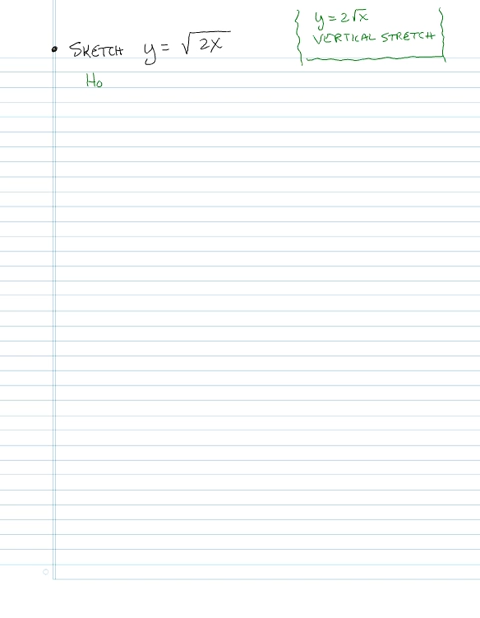 • SKETCH y = √2x
y = 2√x
VERTICAL STRETCH
Ho